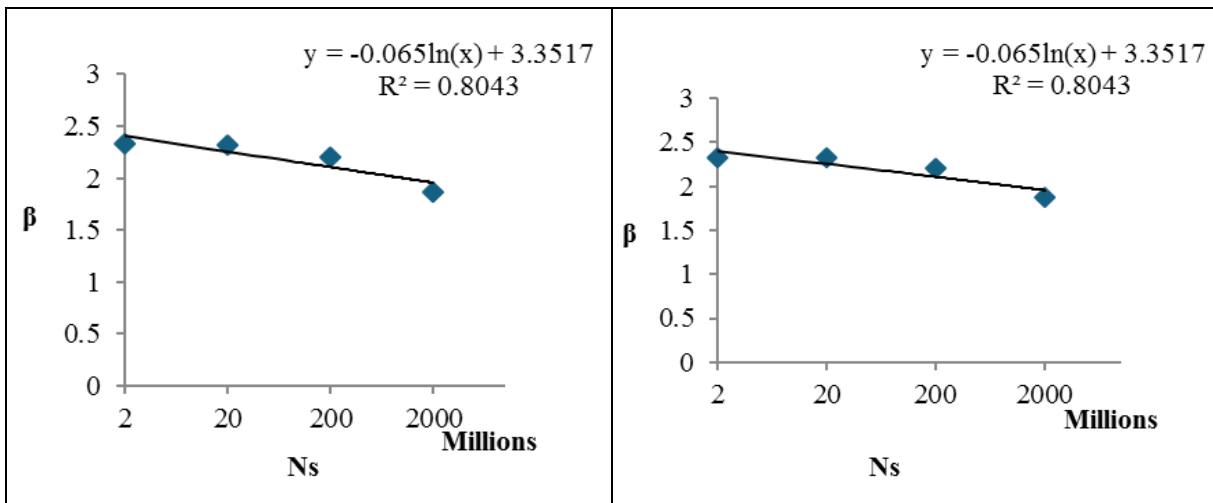 y = -0.065ln(x) + 3.3517
R² = 0.8043
3
2.5
2
β
1.5
1
0.5
0
2 20 200 2000
Millions
Ns
y = -0.065ln(x) + 3.3517
R² = 0.8043
3
2.5
2
β
1.5
1
0.5
0
2 20 200 2000
Millions
Ns